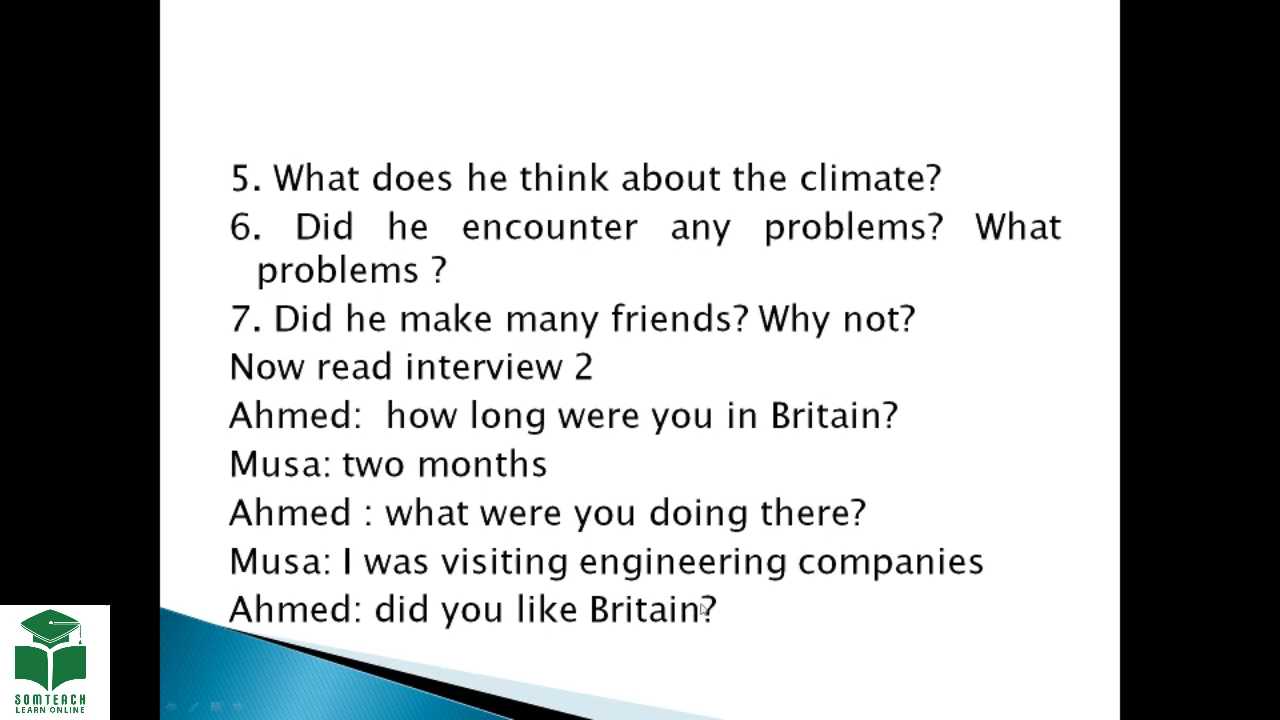 5. What does he think about the climate?
6. Did he encounter any problems? What
problems ?
7. Did he make many friends? Why not?
Now read interview 2
Ahmed:  how long were you in Britain?
Musa: two months
Ahmed : what were you doing there?
Musa: I was visiting engineering companies
Ahmed: did you like Britain?
SOMTEACH
LEARN ONLINE